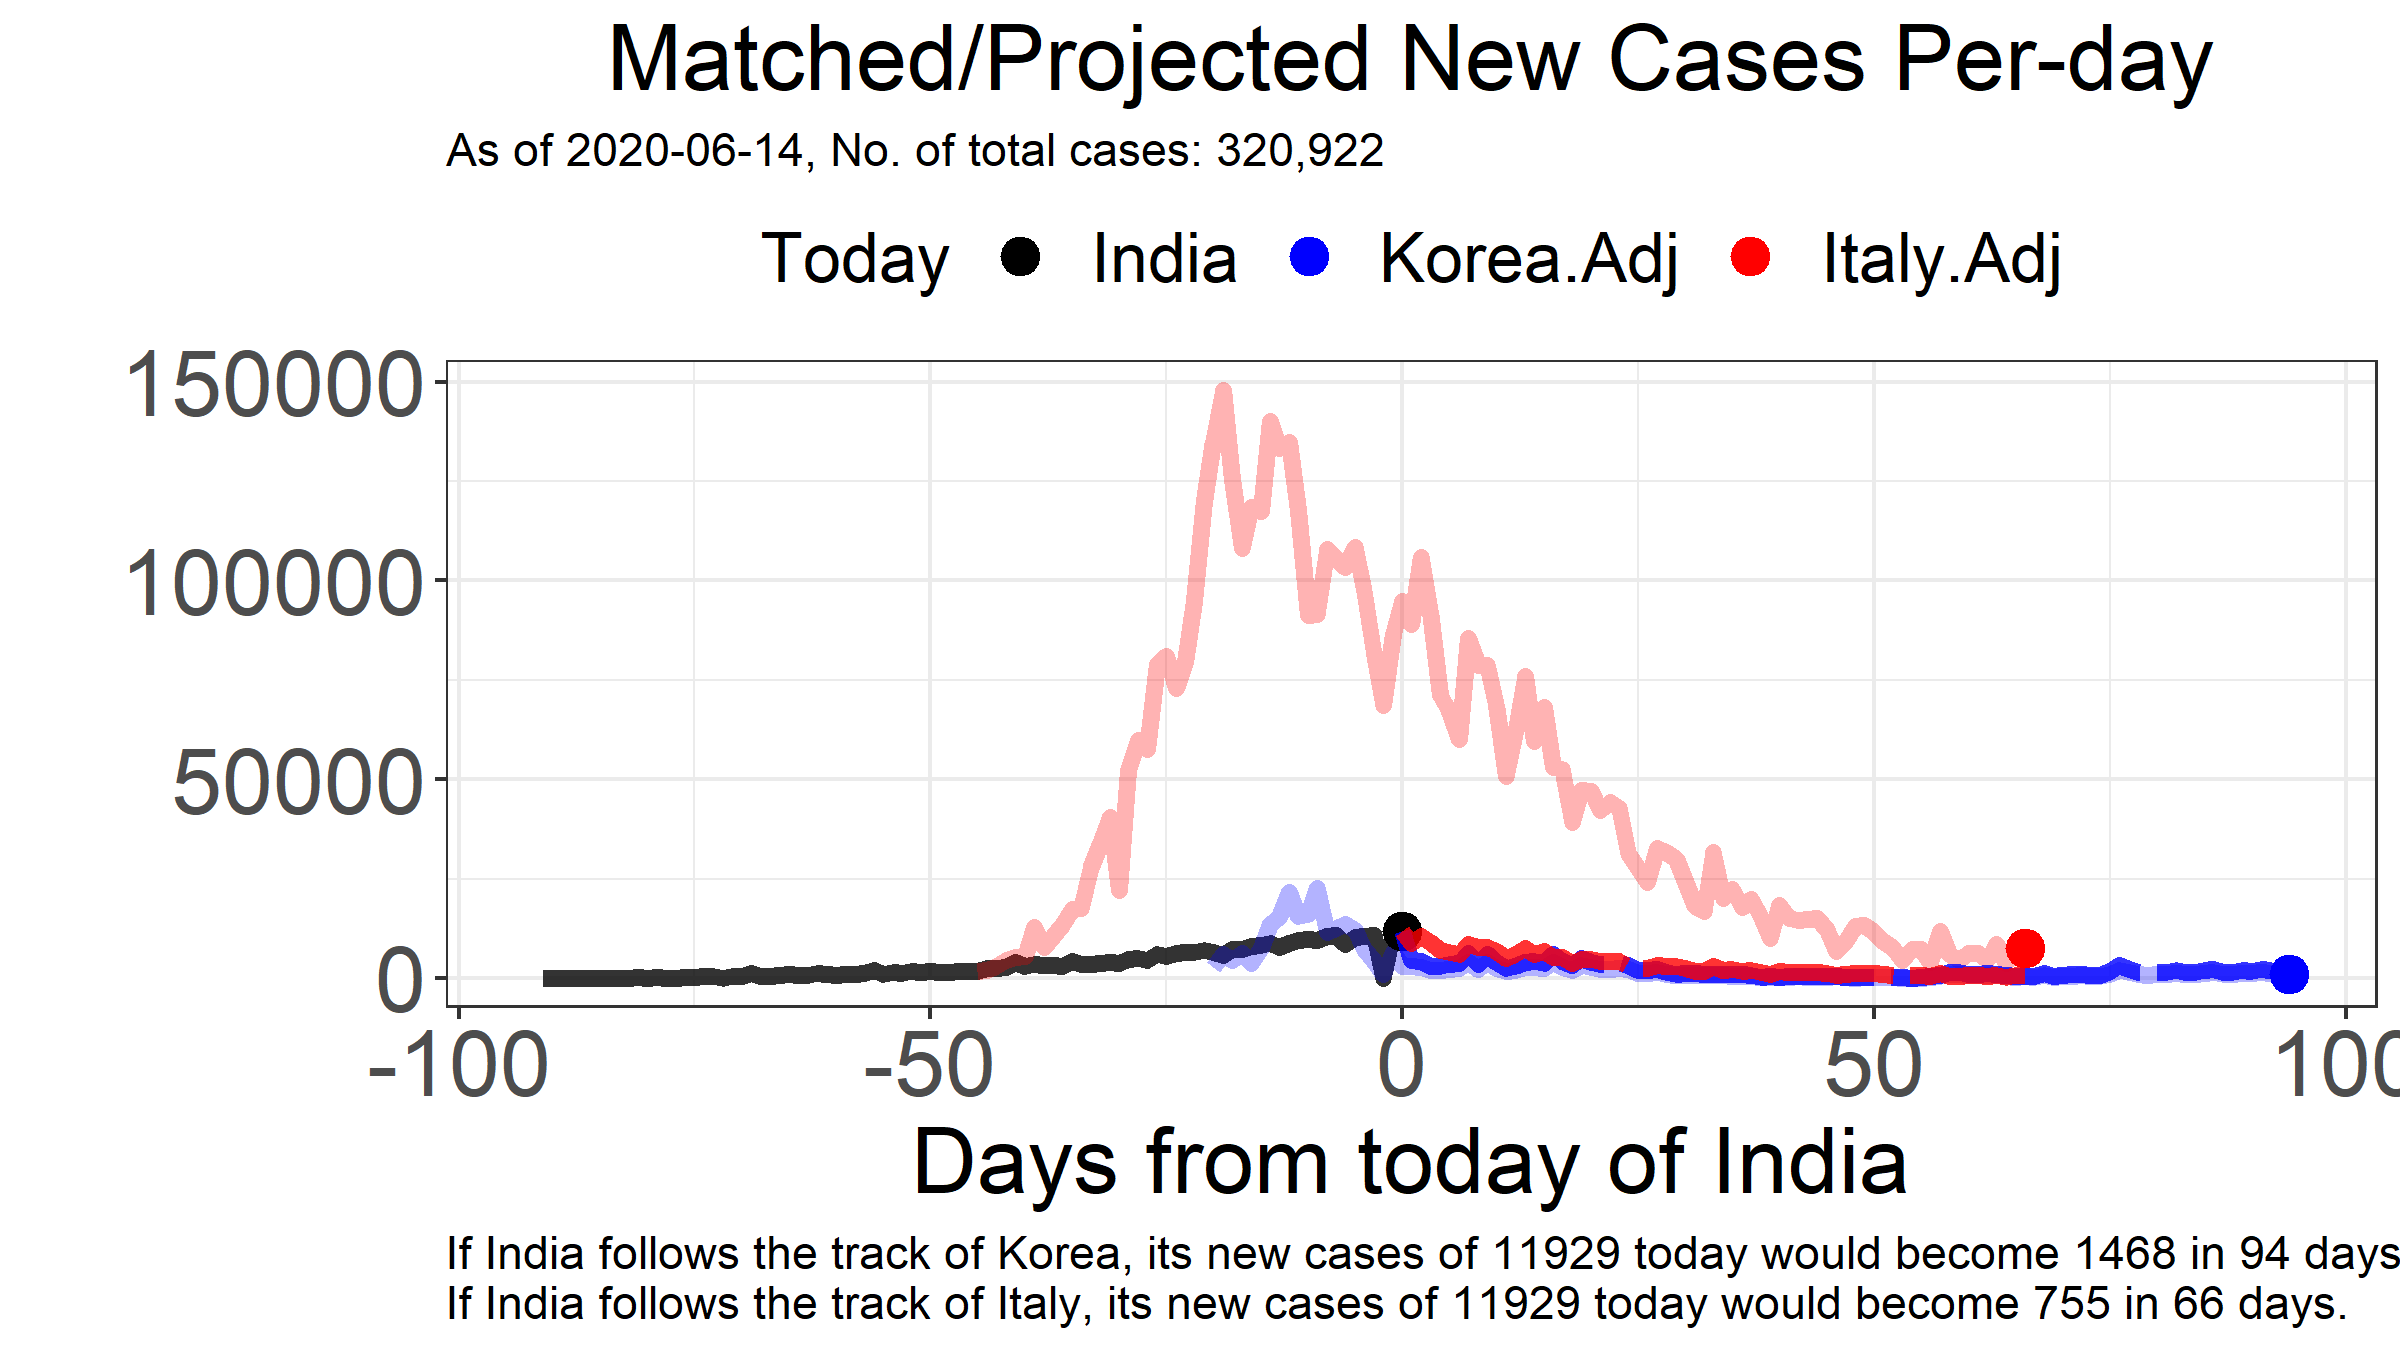 Matched/Projected New Cases Per-day
As of 2020-06-14, No. of total cases: 320,922
Today India Korea.Adj Italy.Adj
150000
100000
50000
0
-100 -50 0 50 100
Days from today of India
If India follows the track of Korea, its new cases of 11929 today would become 1468 in 94 days
If India follows the track of Italy, its new cases of 11929 today would become 755 in 66 days.